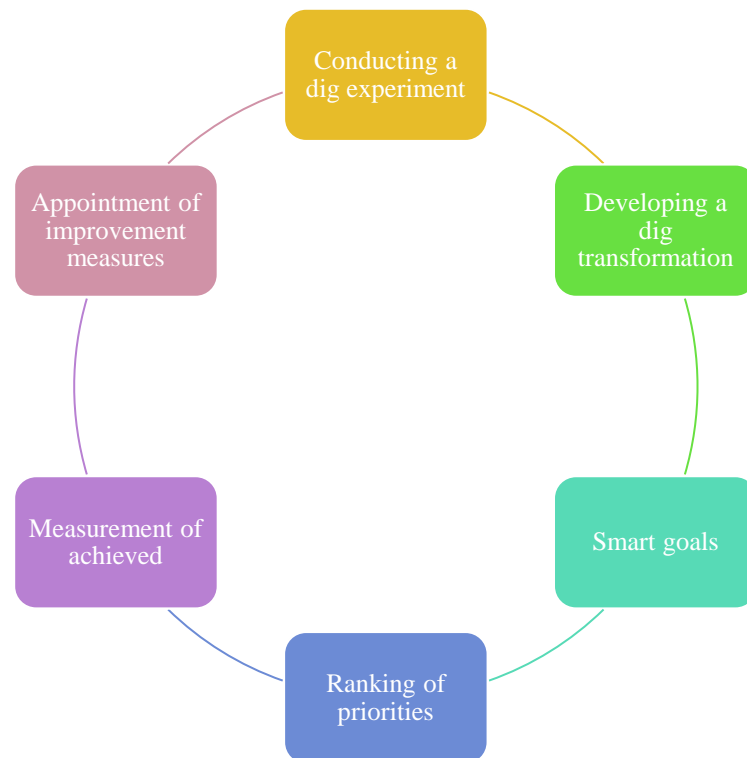 Conducting a
dig experiment
Developing a
dig
transformation
Smart goals
Ranking of
priorities
Measurement of
achieved
Appointment of
improvement
measures